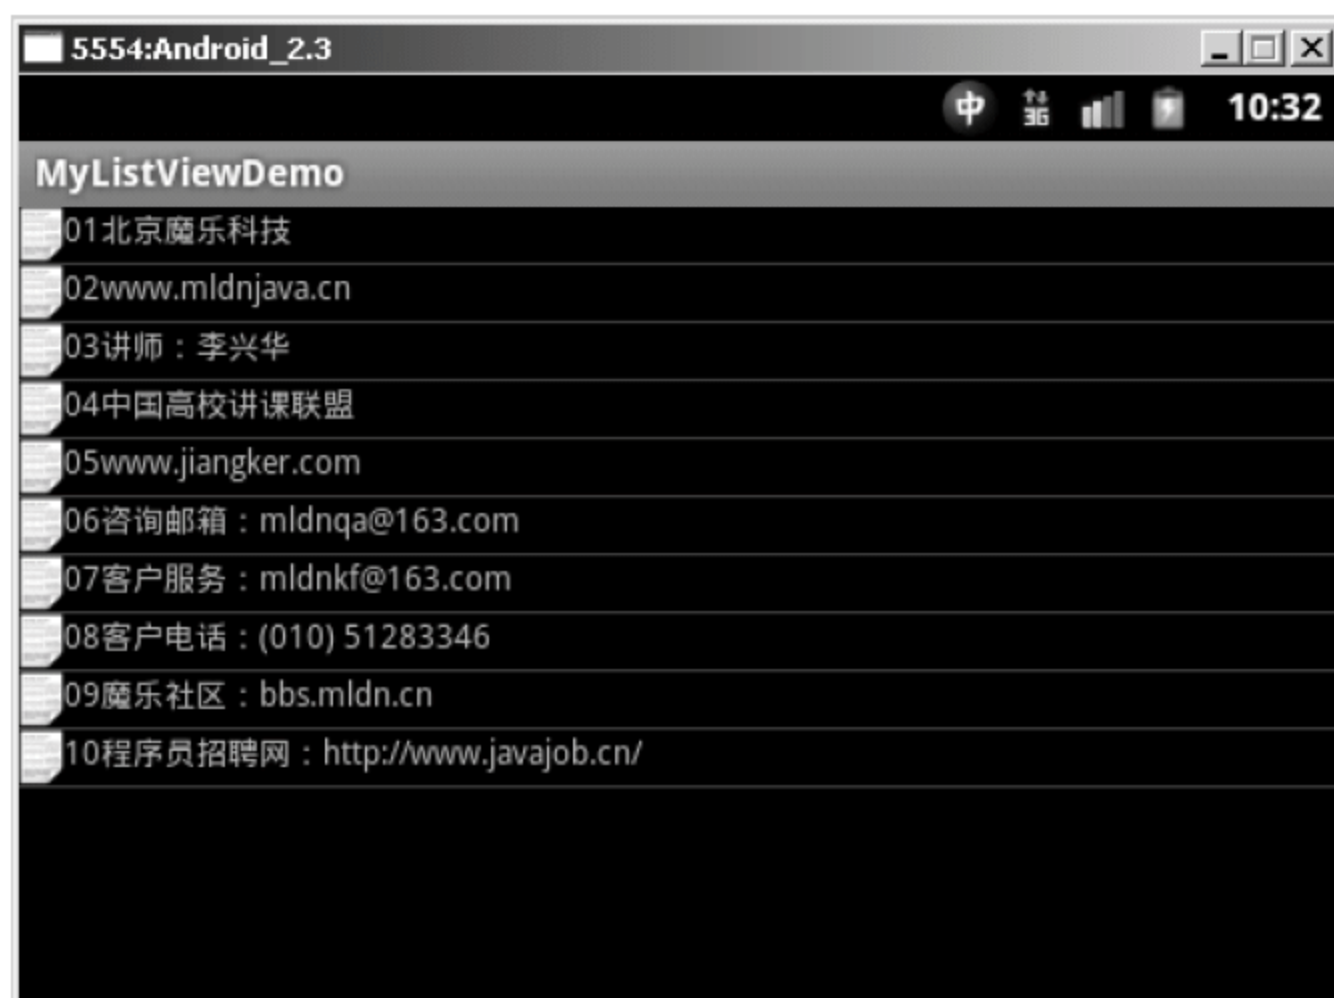 5554:Android_2.3
中 3G 10:32
MyListViewDemo
01北京魔乐科技
02www.mldnjava.cn
03讲师：李兴华
04中国高校讲课联盟
05www.jiangker.com
06咨询邮箱：mldnqa@163.com
07客户服务：mldnkf@163.com
08客户电话：(010) 51283346
09魔乐社区：bbs.mldn.cn
10程序员招聘网：http://www.javajob.cn/